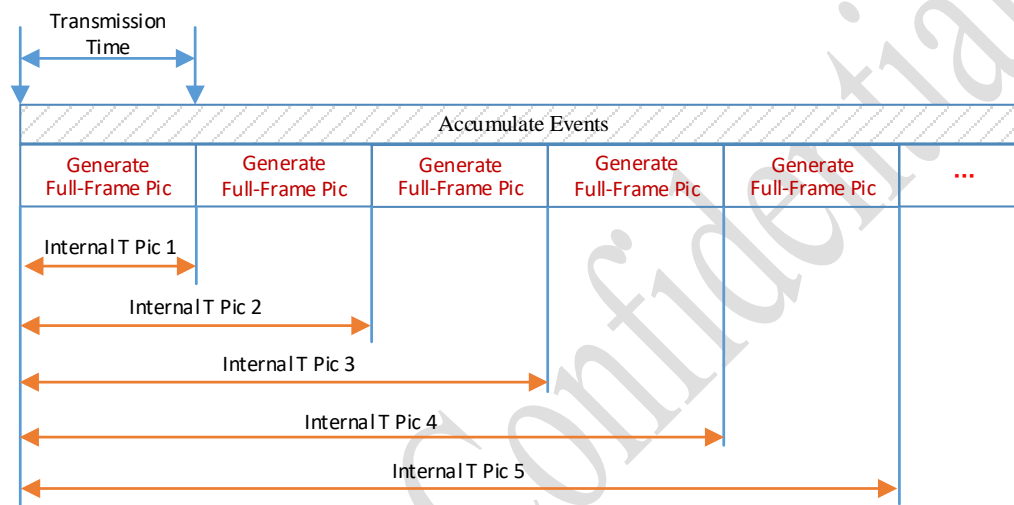 Transmission
Time
Accumulate Events
Generate
Full-Frame Pic
Generate
Full-Frame Pic
Generate
Full-Frame Pic
Generate
Full-Frame Pic
Generate
Full-Frame Pic
...
Internal T Pic 1
Internal T Pic 2
Internal T Pic 3
Internal T Pic 4
Internal T Pic 5
Confidential